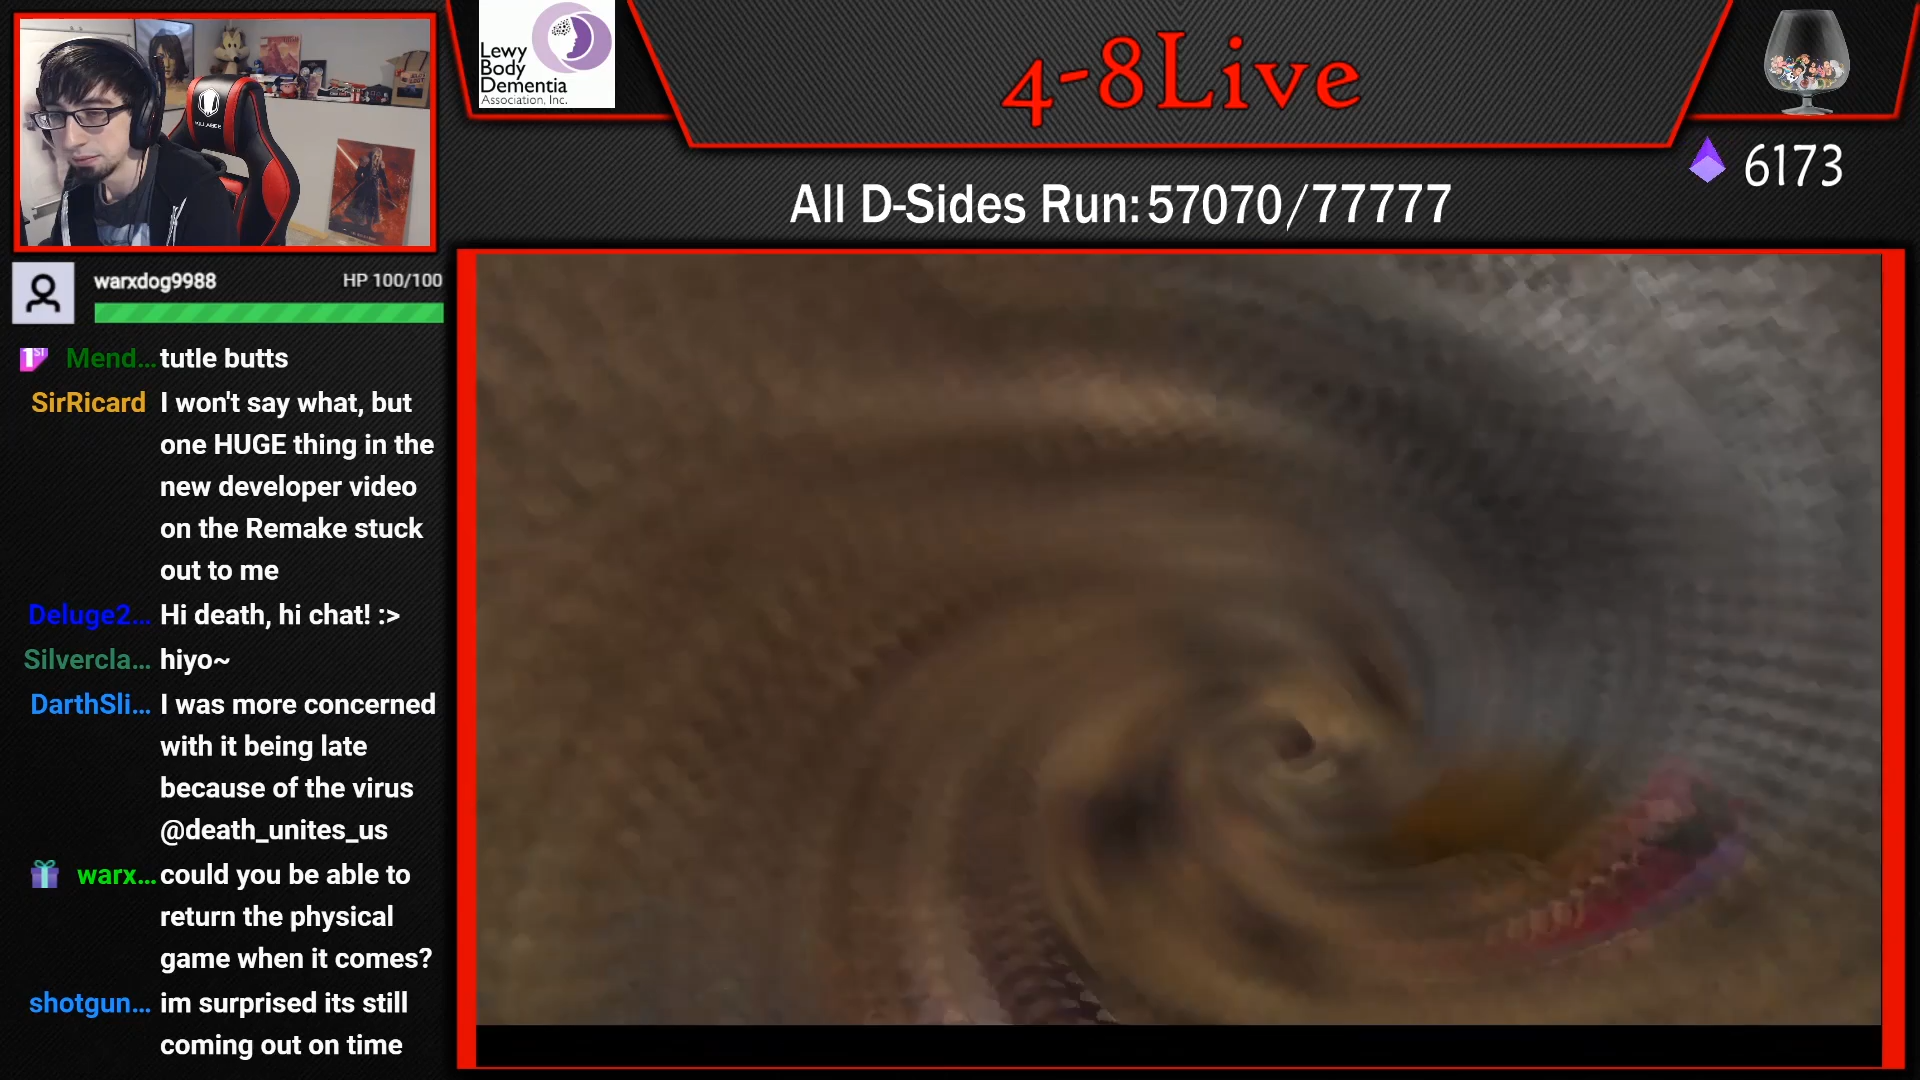 Lewy
Body
Dementia
Association, Inc.
4-8Live
6173
All D-Sides Run: 57070/77777
warxdog9988 HP 100/100
1ST Mend... tutle butts
SirRicard I won't say what, but
one HUGE thing in the
new developer video
on the Remake stuck
out to me
Deluge2... Hi death, hi chat! :>
Silvercla... hiyo~
DarthSli... I was more concerned
with it being late
because of the virus
@death_unites_us
warx... could you be able to
return the physical
game when it comes?
shotgun... im surprised its still
coming out on time